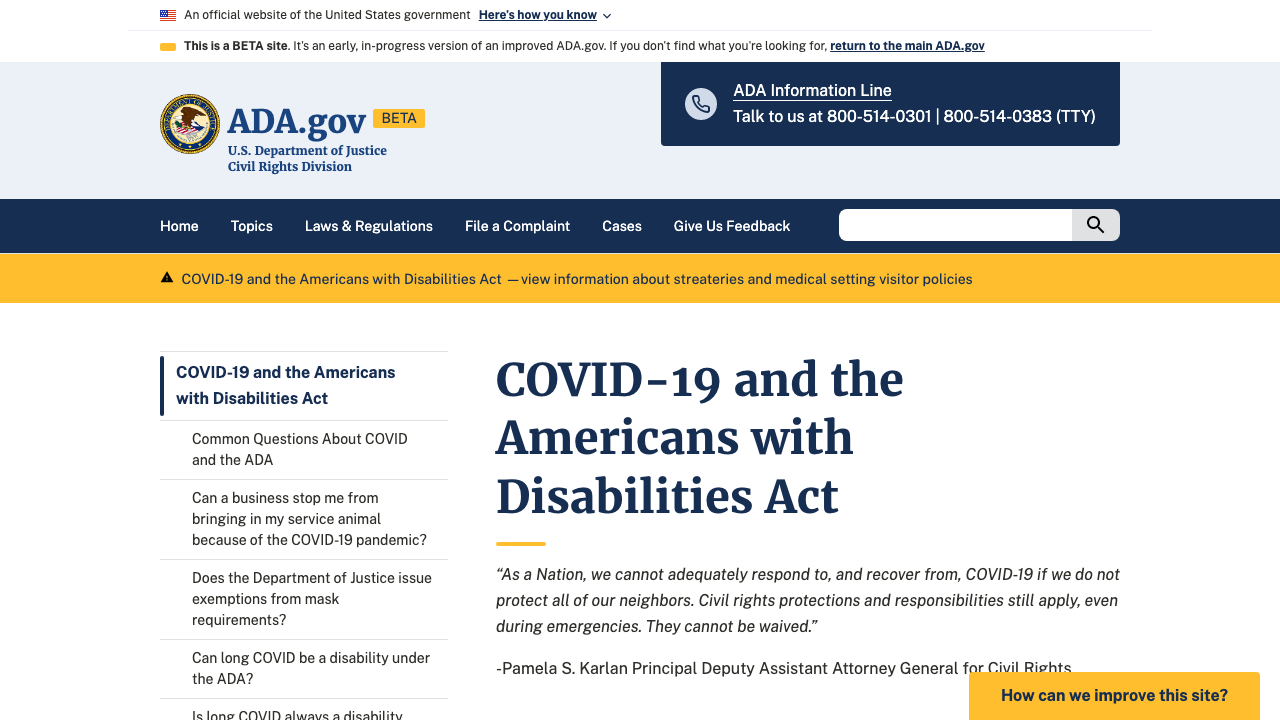 An official website of the United States government Here's how you know
This is a BETA site. It's an early, in-progress version of an improved ADA.gov. If you don't find what you're looking for, return to the main ADA.gov
ADA Information Line
Talk to us at 800-514-0301 | 800-514-0383 (TTY)
ADA.gov BETA
U.S. Department of Justice
Civil Rights Division
Home Topics Laws & Regulations File a Complaint Cases Give Us Feedback
COVID-19 and the Americans with Disabilities Act — view information about streateries and medical setting visitor policies
COVID-19 and the Americans
with Disabilities Act
Common Questions About COVID
and the ADA
Can a business stop me from
bringing in my service animal
because of the COVID-19 pandemic?
Does the Department of Justice issue
exemptions from mask
requirements?
Can long COVID be a disability under
the ADA?
Is long COVID always a disability
COVID-19 and the
Americans with
Disabilities Act
“As a Nation, we cannot adequately respond to, and recover from, COVID-19 if we do not
protect all of our neighbors. Civil rights protections and responsibilities still apply, even
during emergencies. They cannot be waived.”
-Pamela S. Karlan Principal Deputy Assistant Attorney General for Civil Rights
How can we improve this site?